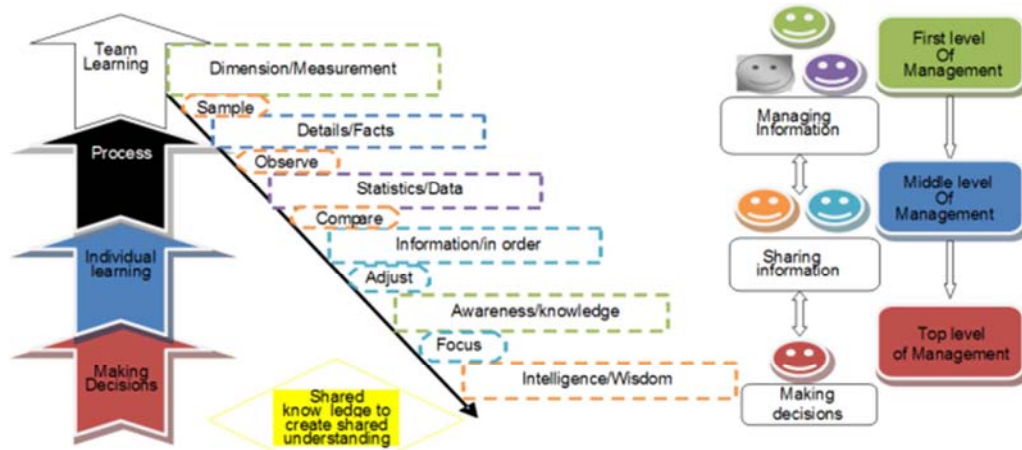 Team
Learning
Process
Individual
learning
Making
Decisions
Dimension/Measurement
Sample
Details/Facts
Observe
Statistics/Data
Compare
Information/in order
Adjust
Awareness/knowledge
Focus
Intelligence/Wisdom
Shared
know ledge to
create shared
understanding
Managing
Information
Sharing
information
Making
decisions
First level
Of
Management
Middle level
Of
Management
Top level
of Management